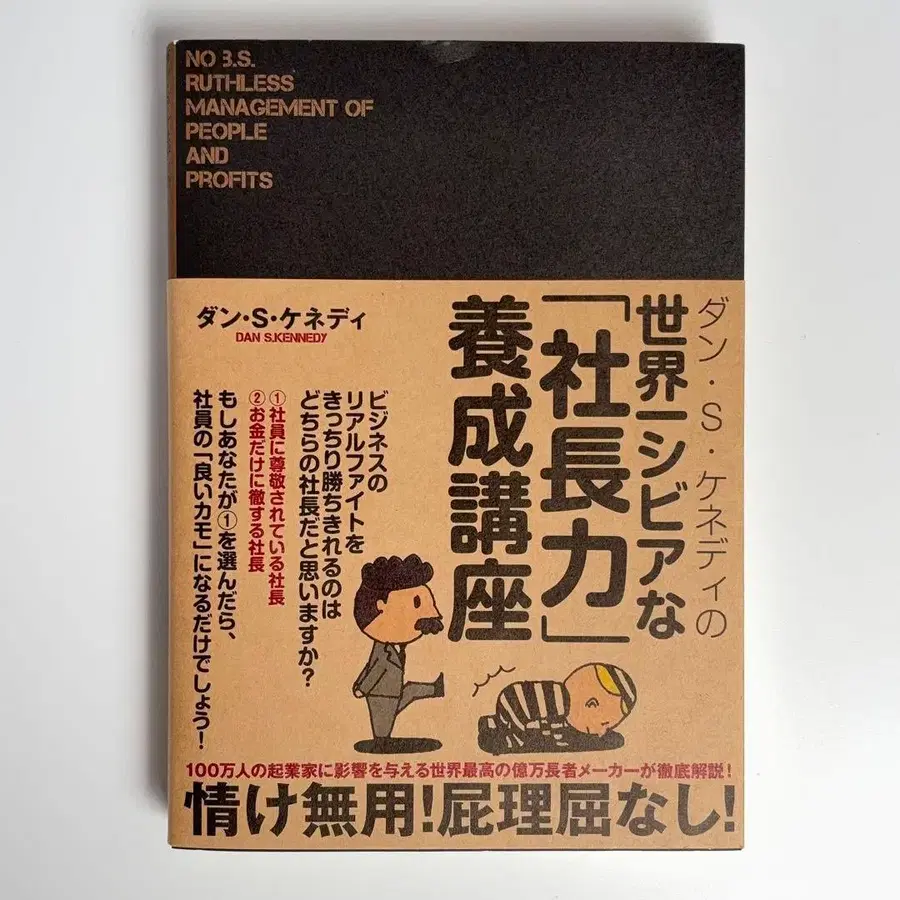 NO B.S.
RUTHLESS
MANAGEMENT OF
PEOPLE
AND
PROFITS
ダン・S・ケネディの
世界一シビアな
「社長力」
養成講座
ダン・S・ケネディ
DAN S.KENNEDY
ビジネスの
リアルファイトを
きっちり勝ちきれるのは
どちらの社長だと思いますか?
①社員に尊敬されている社長
②お金だけに徹する社長
もしあなたが①を選んだら、
社員の「良いカモ」になるだけでしょう!
100万人の起業家に影響を与える世界最高の億万長者メーカーが徹底解説!
情け無用!屁理屈なし!